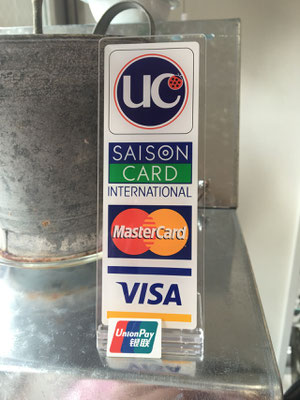 UC
SAISON
CARD
INTERNATIONAL
MasterCard
VISA
UnionPay
银联